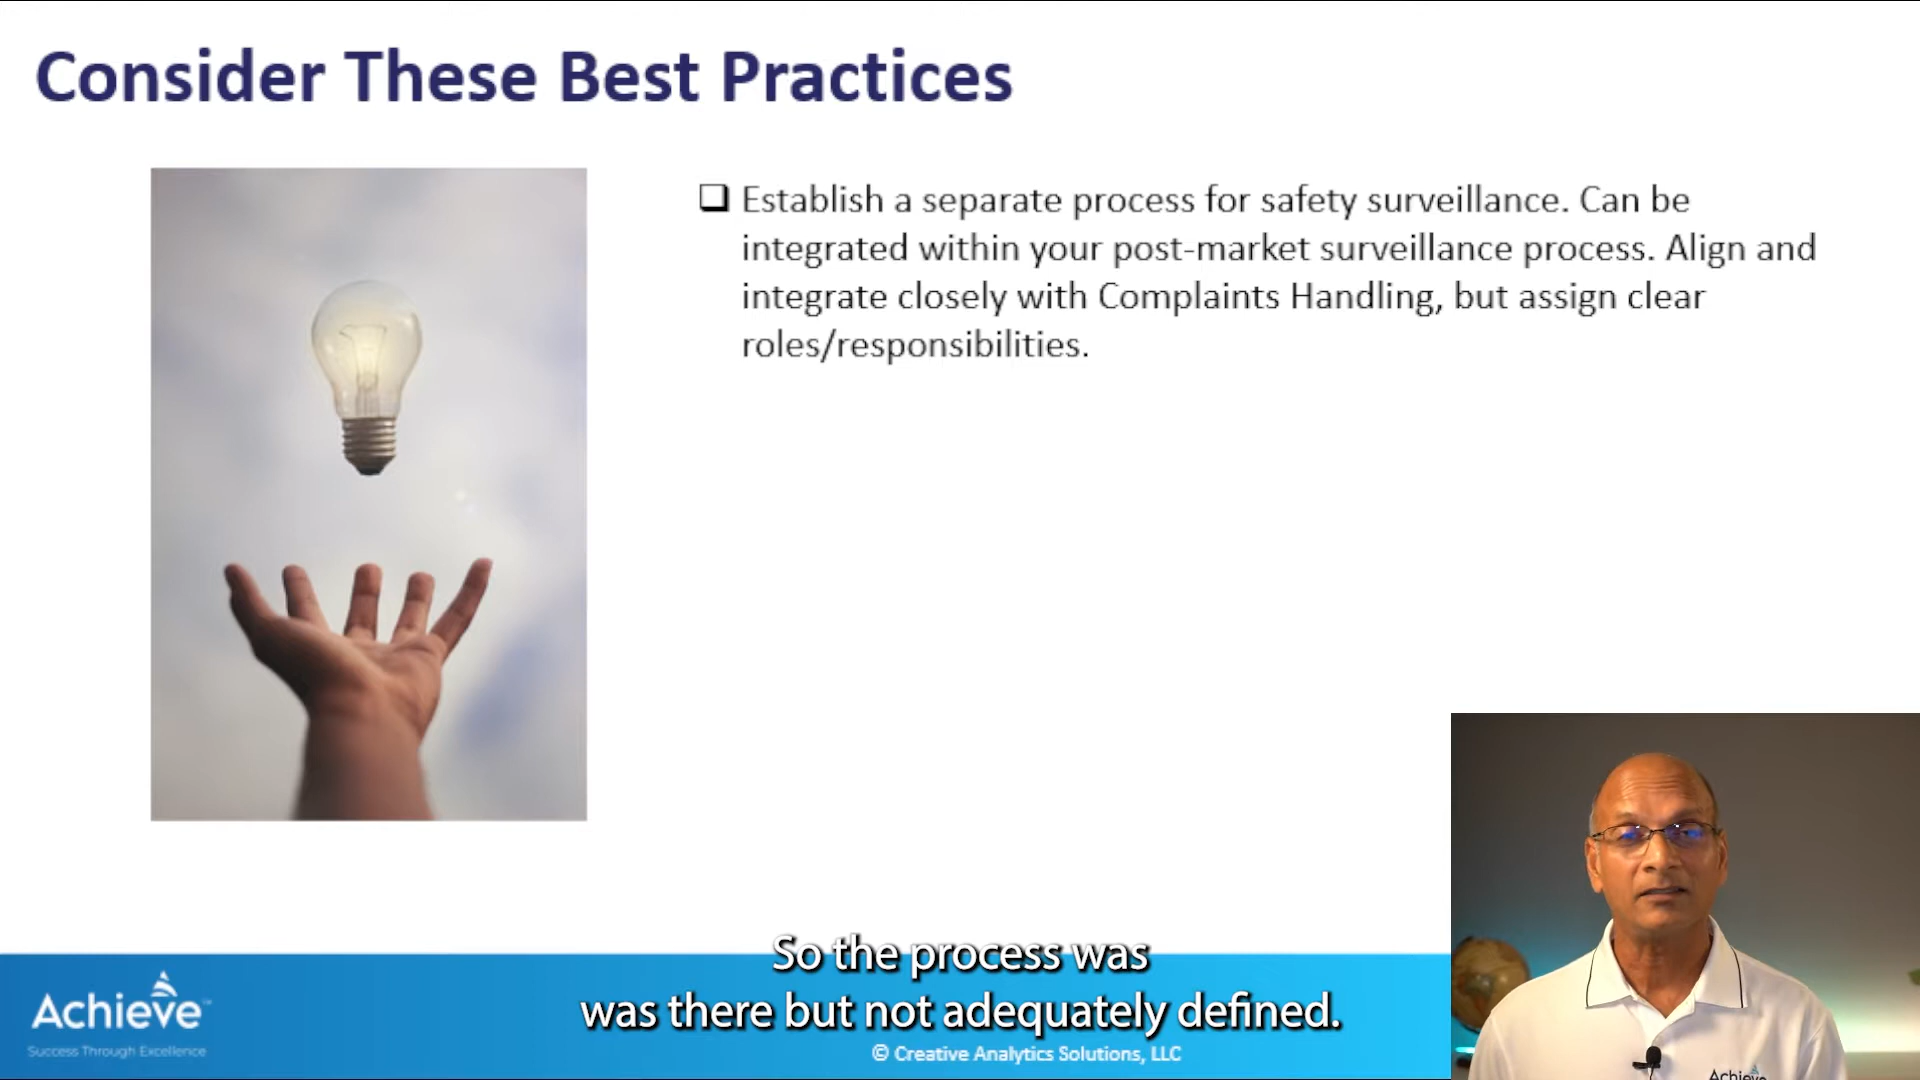 Consider These Best Practices
❑ Establish a separate process for safety surveillance. Can be
integrated within your post-market surveillance process. Align and
integrate closely with Complaints Handling, but assign clear
roles/responsibilities.
So the process was
was there but not adequately defined.
Achieve™
Success Through Excellence
© Creative Analytics Solutions, LLC
Achieve